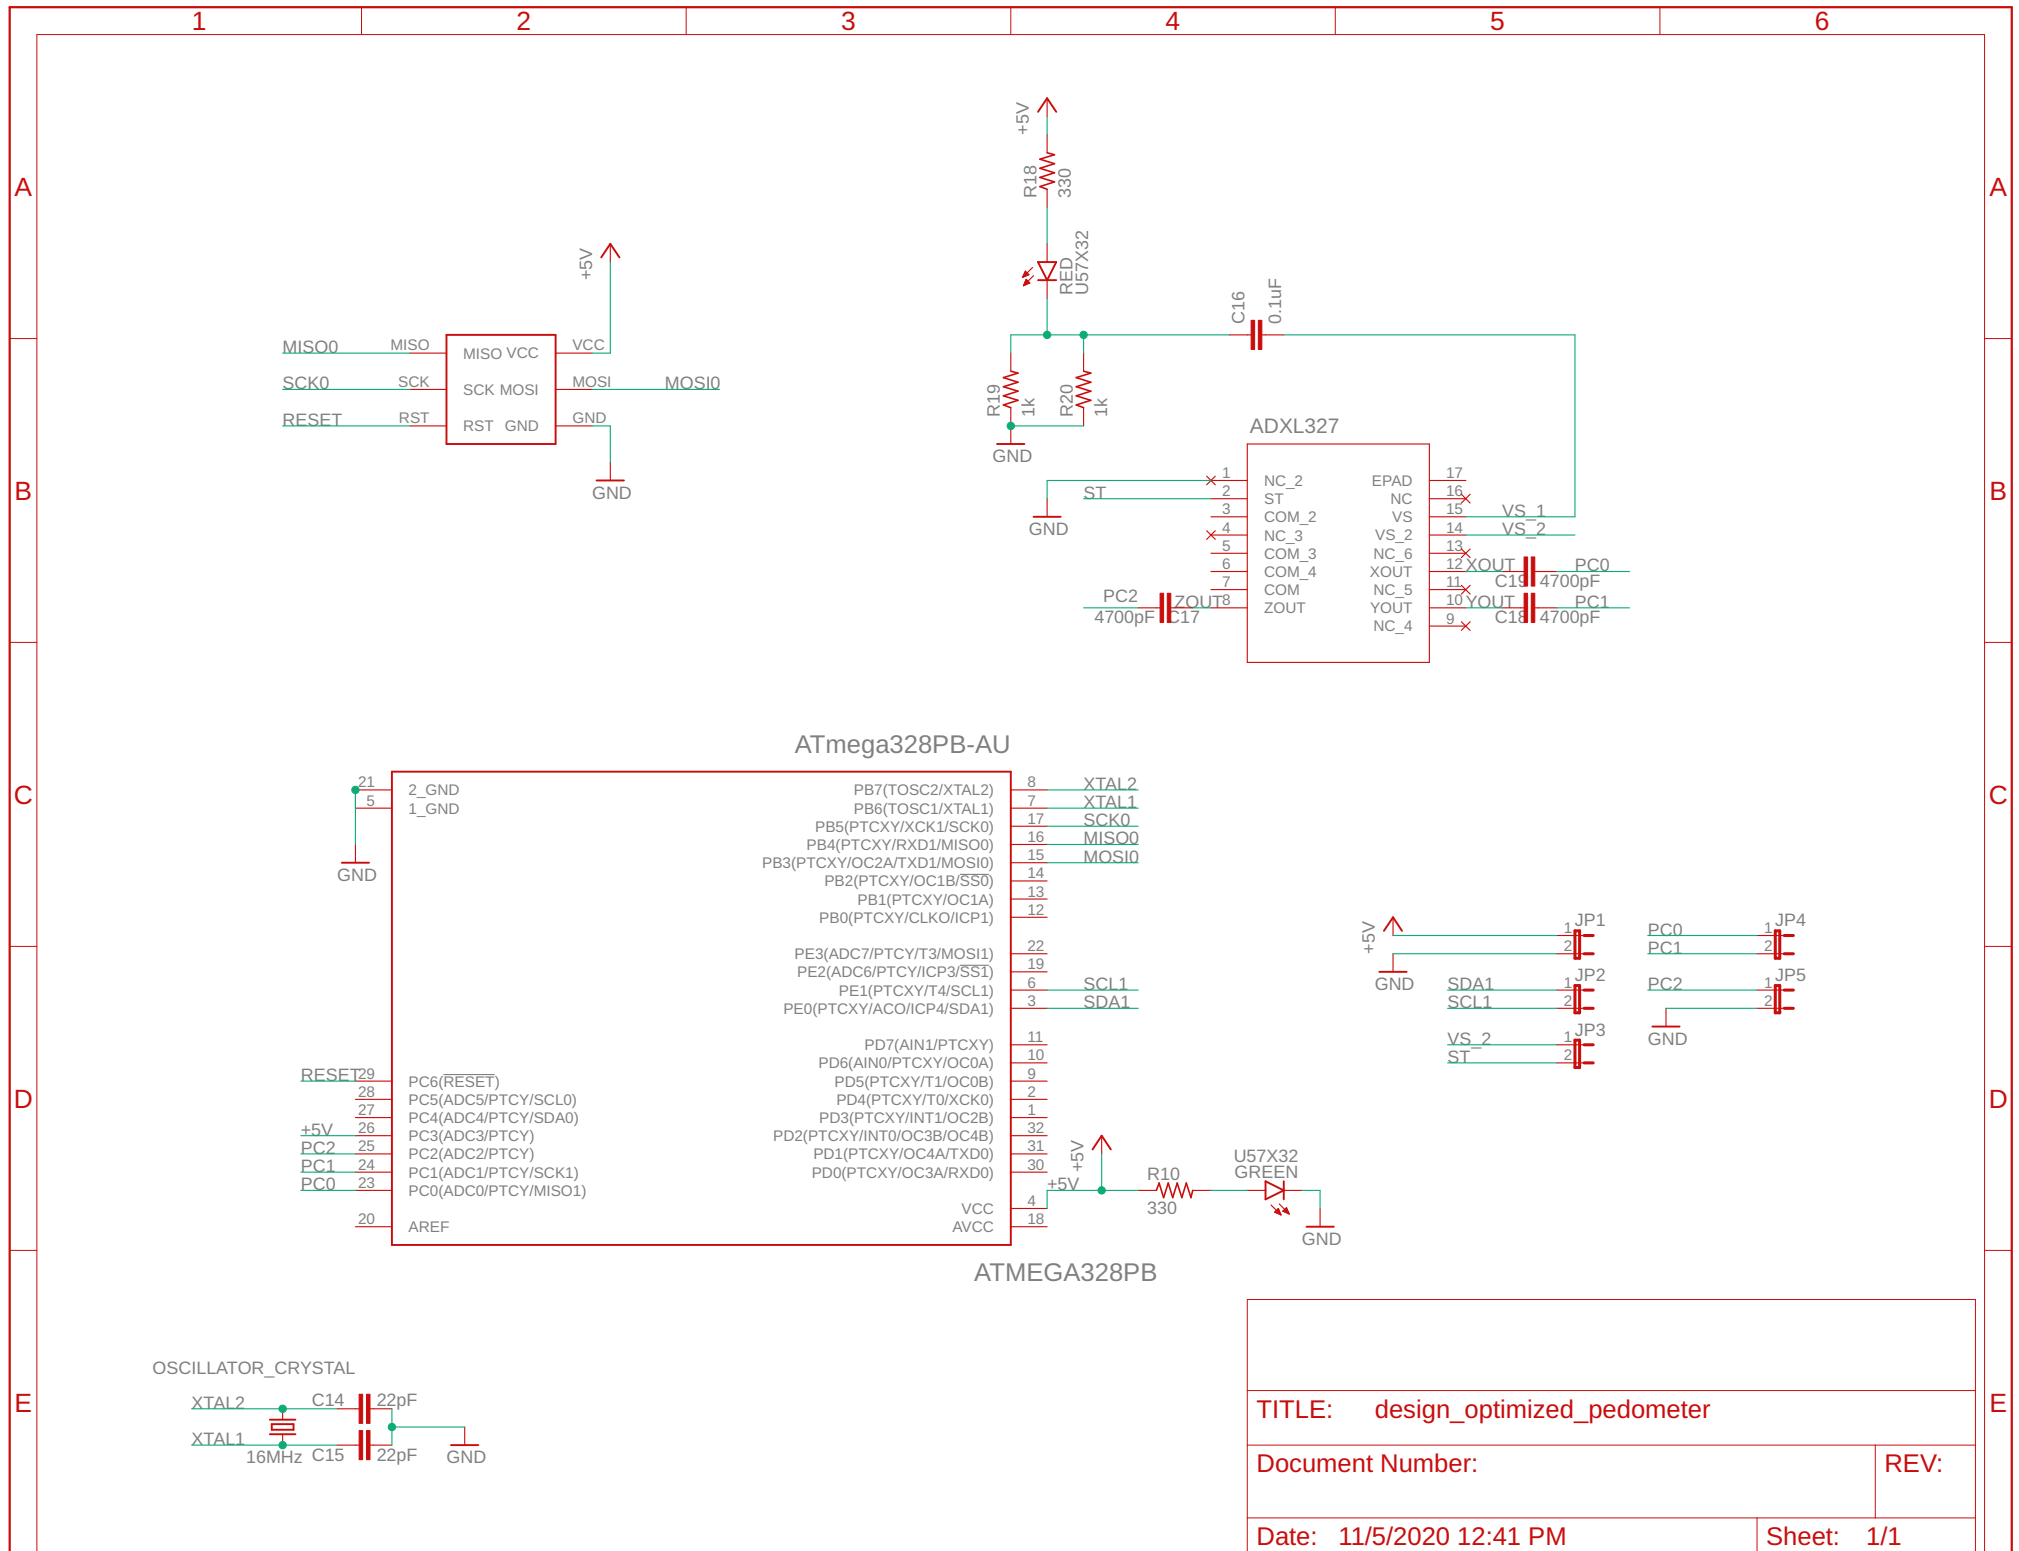 1 2 3 4 5 6
A A
B B
C C
D D
E E
+5V
R18
330
RED
U57X32
C16
0.1uF
R19
1k
R20
1k
GND
+5V
MISO0 MISO MISO VCC VCC
SCK0 SCK SCK MOSI MOSI MOSI0
RESET RST RST GND GND
GND
ADXL327
1 NC_2 EPAD 17
ST 2 ST NC 16
3 COM_2 VS 15 VS_1
4 NC_3 VS_2 14 VS_2
5 COM_3 NC_6 13
6 COM_4 XOUT 12 XOUT PC0
C19 4700pF
7 COM NC_5 11
PC2 ZOUT 8 ZOUT YOUT 10 YOUT PC1
4700pF C17 C18 4700pF
NC_4 9
GND
ATmega328PB-AU
21 2_GND PB7(TOSC2/XTAL2) 8 XTAL2
5 1_GND PB6(TOSC1/XTAL1) 7 XTAL1
PB5(PTCXY/XCK1/SCK0) 17 SCK0
PB4(PTCXY/RXD1/MISO0) 16 MISO0
PB3(PTCXY/OC2A/TXD1/MOSI0) 15 MOSI0
GND
PB2(PTCXY/OC1B/SS0) 14
PB1(PTCXY/OC1A) 13
PB0(PTCXY/CLKO/ICP1) 12
PE3(ADC7/PTCY/T3/MOSI1) 22
PE2(ADC6/PTCY/ICP3/SS1) 19
PE1(PTCXY/T4/SCL1) 6 SCL1
PE0(PTCXY/ACO/ICP4/SDA1) 3 SDA1
PD7(AIN1/PTCXY) 11
PD6(AIN0/PTCXY/OC0A) 10
RESET 29 PC6(RESET) PD5(PTCXY/T1/OC0B) 9
28 PC5(ADC5/PTCY/SCL0) PD4(PTCXY/T0/XCK0) 2
27 PC4(ADC4/PTCY/SDA0) PD3(PTCXY/INT1/OC2B) 1
+5V 26 PC3(ADC3/PTCY) PD2(PTCXY/INT0/OC3B/OC4B) 32
PC2 25 PC2(ADC2/PTCY) PD1(PTCXY/OC4A/TXD0) 31
PC1 24 PC1(ADC1/PTCY/SCK1) PD0(PTCXY/OC3A/RXD0) 30
PC0 23 PC0(ADC0/PTCY/MISO1)
VCC 4 +5V
20 AREF AVCC 18
ATMEGA328PB
+5V
R10
330
U57X32
GREEN
GND
+5V
1 JP1
2
GND
SDA1 1 JP2
SCL1 2
VS_2 1 JP3
ST 2
PC0 1 JP4
PC1 2
PC2 1 JP5
2
GND
OSCILLATOR_CRYSTAL
XTAL2 C14 22pF
XTAL1
16MHz C15 22pF GND
TITLE: design_optimized_pedometer
Document Number: REV:
Date: 11/5/2020 12:41 PM Sheet: 1/1